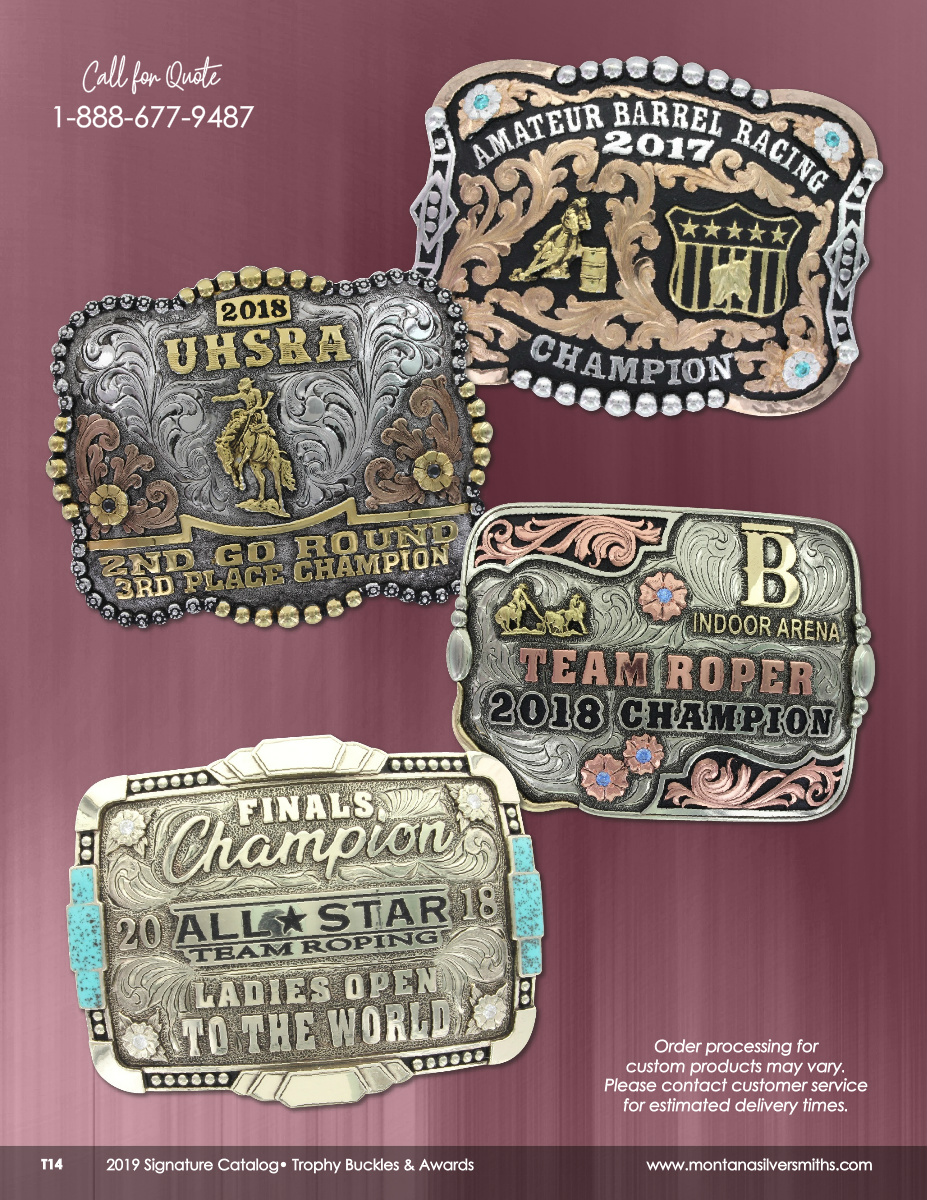 Call for Quote
1-888-677-9487
AMATEUR BARREL RACING
2017
CHAMPION
2018
UHSRA
2ND GO ROUND
3RD PLACE CHAMPION
B
INDOOR ARENA
TEAM ROPER
2018 CHAMPION
FINALS
Champion
20 ALL★STAR 18
TEAM ROPING
LADIES OPEN
TO THE WORLD
Order processing for
custom products may vary.
Please contact customer service
for estimated delivery times.
T14 2019 Signature Catalog• Trophy Buckles & Awards www.montanasilversmiths.com